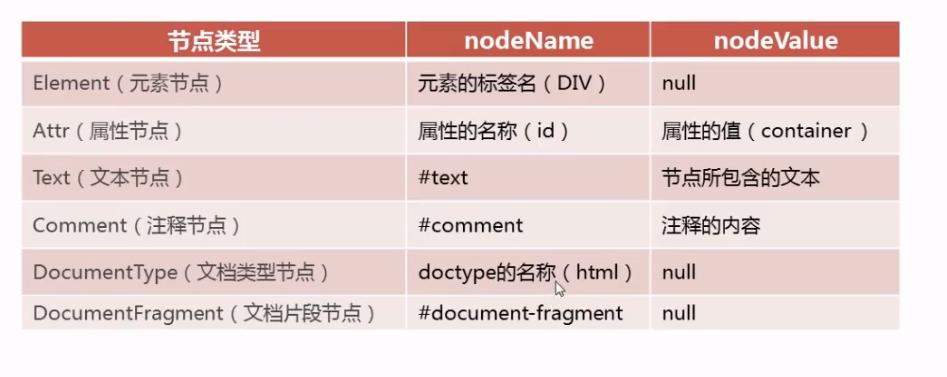 节点类型 nodeName nodeValue
Element（元素节点） 元素的标签名（DIV） null
Attr（属性节点） 属性的名称（id） 属性的值（container ）
Text（文本节点） #text 节点所包含的文本
Comment（注释节点） #comment 注释的内容
DocumentType（文档类型节点） doctype的名称（html） null
DocumentFragment（文档片段节点） #document-fragment null